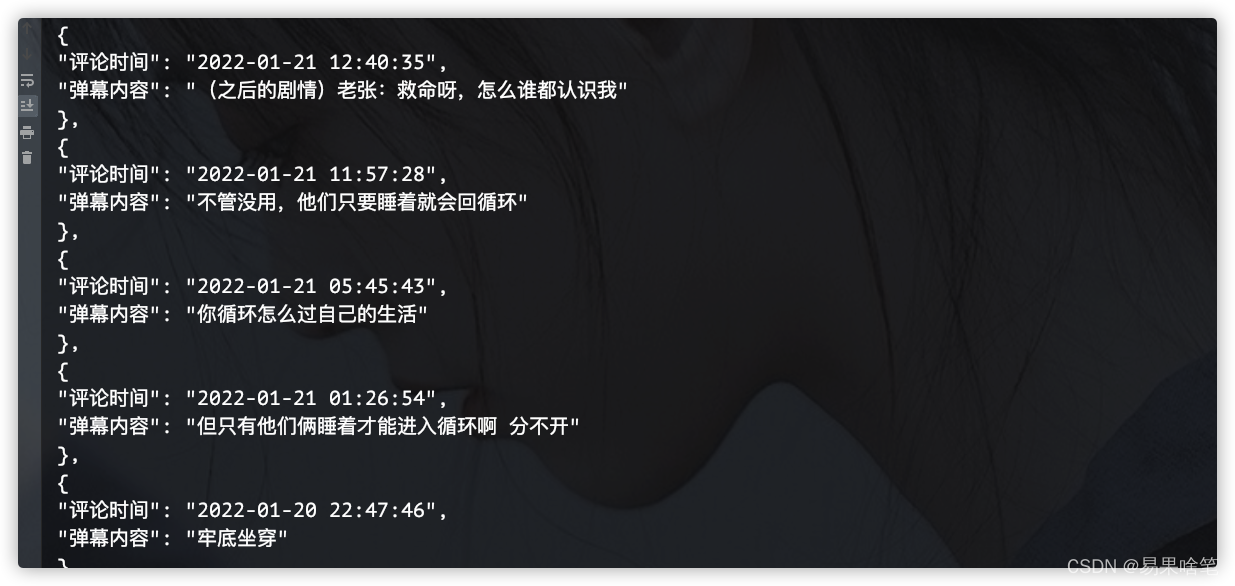 {
"评论时间": "2022-01-21 12:40:35",
"弹幕内容": "（之后的剧情）老张：救命呀，怎么谁都认识我"
},
{
"评论时间": "2022-01-21 11:57:28",
"弹幕内容": "不管没用，他们只要睡着就会回循环"
},
{
"评论时间": "2022-01-21 05:45:43",
"弹幕内容": "你循环怎么过自己的生活"
},
{
"评论时间": "2022-01-21 01:26:54",
"弹幕内容": "但只有他们俩睡着才能进入循环啊 分不开"
},
{
"评论时间": "2022-01-20 22:47:46",
"弹幕内容": "牢底坐穿"
}
CSDN @易果啥笔